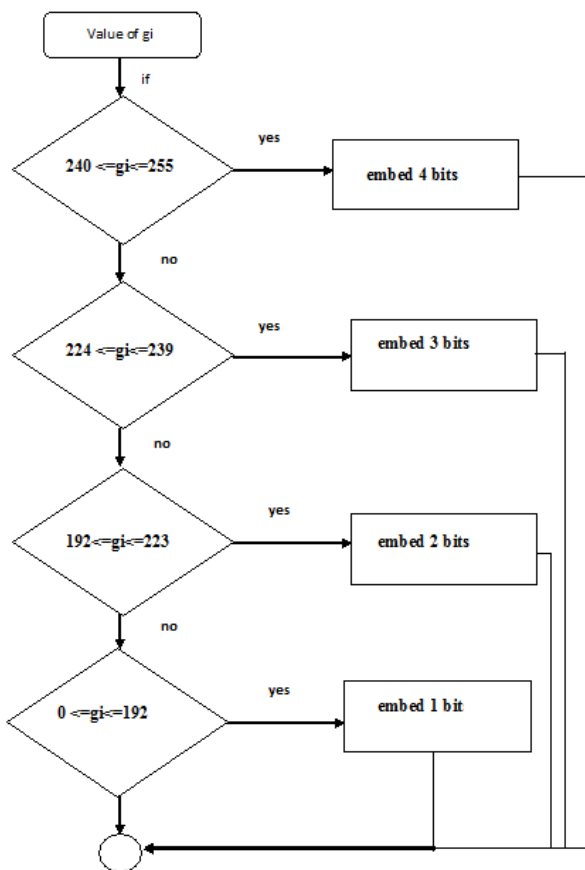 Value of gi
if
240 <=gi<=255
yes
embed 4 bits
no
224 <=gi<=239
yes
embed 3 bits
no
192<=gi<=223
yes
embed 2 bits
no
0 <=gi<=192
yes
embed 1 bit